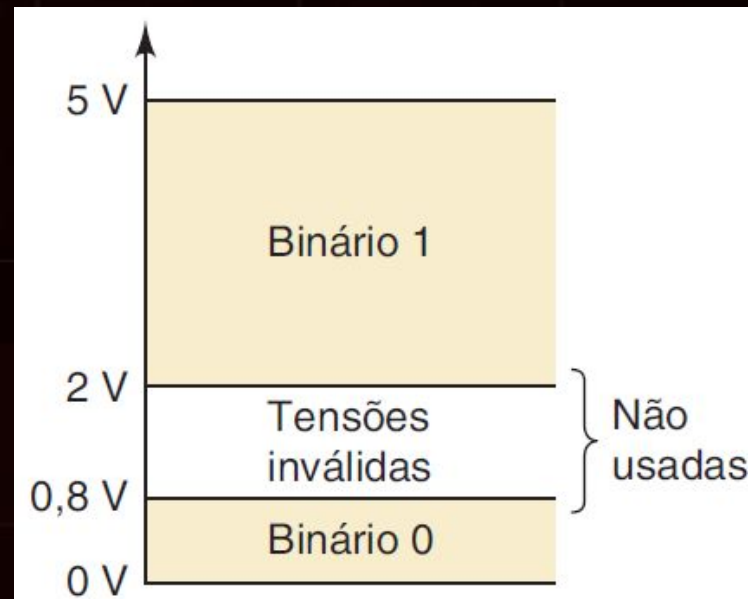 5 V
Binário 1
2 V
Tensões
inválidas
Não
usadas
0,8 V
Binário 0
0 V